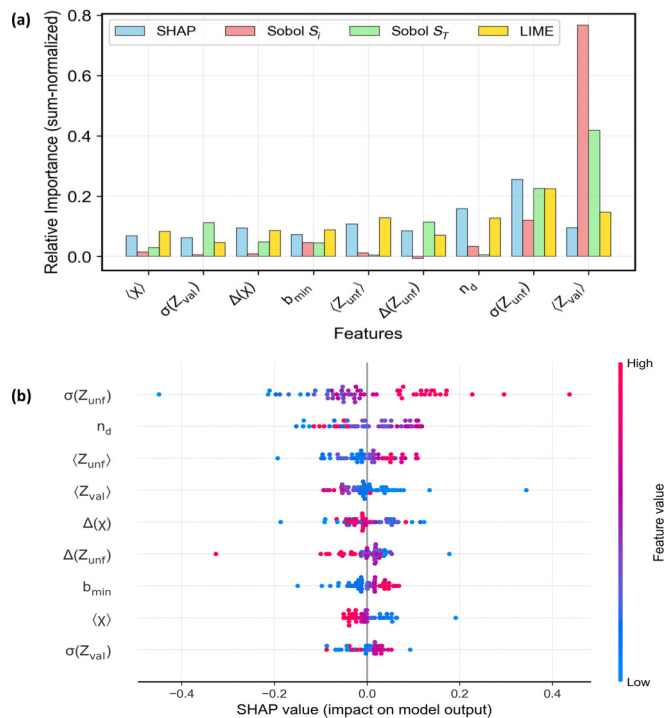 (a)
SHAP Sobol Sᵢ Sobol S_T LIME
Relative Importance (sum-normalized)
0.8
0.6
0.4
0.2
0.0
⟨χ⟩ σ(Z_val) Δ(χ) b_min ⟨Z_unf⟩ Δ(Z_unf) n_d σ(Z_unf) ⟨Z_val⟩
Features
(b)
σ(Z_unf)
n_d
⟨Z_unf⟩
⟨Z_val⟩
Δ(χ)
Δ(Z_unf)
b_min
⟨χ⟩
σ(Z_val)
−0.4 −0.2 0.0 0.2 0.4
SHAP value (impact on model output)
High
Feature value
Low